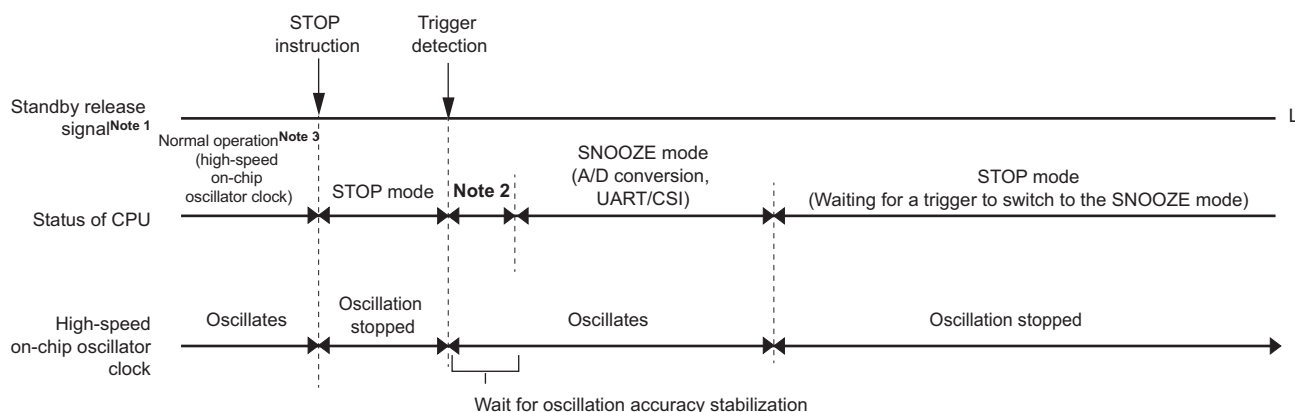 STOP
instruction
Trigger
detection
Standby release
signalNote 1
L
Normal operationNote 3
(high-speed
on-chip
oscillator clock)
STOP mode
Note 2
SNOOZE mode
(A/D conversion,
UART/CSI)
STOP mode
(Waiting for a trigger to switch to the SNOOZE mode)
Status of CPU
High-speed
on-chip oscillator
clock
Oscillates
Oscillation
stopped
Oscillates
Oscillation stopped
Wait for oscillation accuracy stabilization